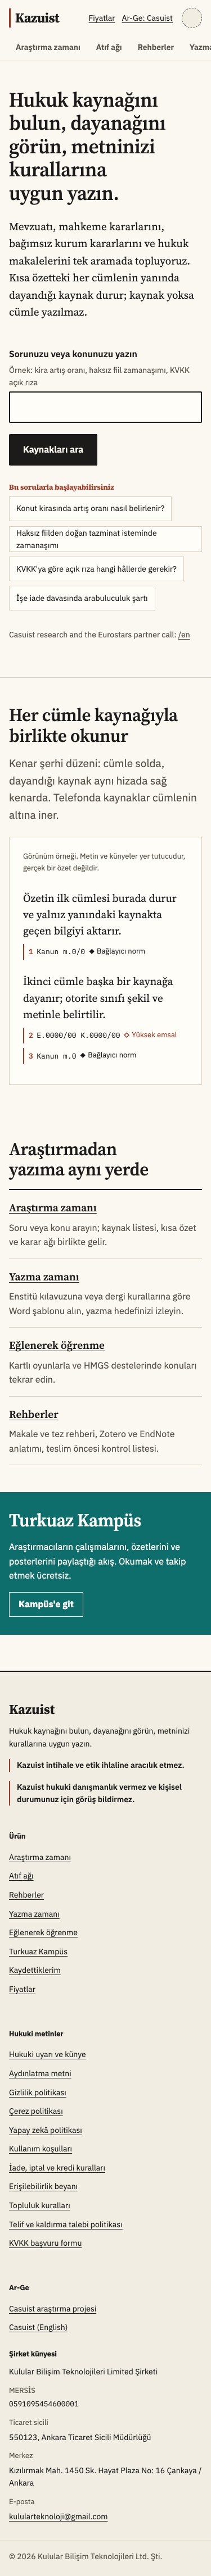 Kazuist
Fiyatlar Ar-Ge: Casuist
Araştırma zamanı Atıf ağı Rehberler Yazma
Hukuk kaynağını
bulun, dayanağını
görün, metninizi
kurallarına
uygun yazın.
Mevzuatı, mahkeme kararlarını,
bağımsız kurum kararlarını ve hukuk
makalelerini tek aramada topluyoruz.
Kısa özetteki her cümlenin yanında
dayandığı kaynak durur; kaynak yoksa
cümle yazılmaz.
Sorunuzu veya konunuzu yazın
Örnek: kira artış oranı, haksız fiil zamanaşımı, KVKK
açık rıza
Kaynakları ara
Bu sorularla başlayabilirsiniz
Konut kirasında artış oranı nasıl belirlenir?
Haksız fiilden doğan tazminat isteminde
zamanaşımı
KVKK'ya göre açık rıza hangi hâllerde gerekir?
İşe iade davasında arabuluculuk şartı
Casuist research and the Eurostars partner call: /en
Her cümle kaynağıyla
birlikte okunur
Kenar şerhi düzeni: cümle solda,
dayandığı kaynak aynı hizada sağ
kenarda. Telefonda kaynaklar cümlenin
altına iner.
Görünüm örneği. Metin ve künyeler yer tutucudur,
gerçek bir özet değildir.
Özetin ilk cümlesi burada durur
ve yalnız yanındaki kaynakta
geçen bilgiyi aktarır.
1 Kanun m.0/0 ◆ Bağlayıcı norm
İkinci cümle başka bir kaynağa
dayanır; otorite sınıfı şekil ve
metinle belirtilir.
2 E.0000/00 K.0000/00 ◇ Yüksek emsal
3 Kanun m.0 ◆ Bağlayıcı norm
Araştırmadan
yazıma aynı yerde
Araştırma zamanı
Soru veya konu arayın; kaynak listesi, kısa özet
ve karar ağı birlikte gelir.
Yazma zamanı
Enstitü kılavuzuna veya dergi kurallarına göre
Word şablonu alın, yazma hedefinizi izleyin.
Eğlenerek öğrenme
Kartlı oyunlarla ve HMGS destelerinde konuları
tekrar edin.
Rehberler
Makale ve tez rehberi, Zotero ve EndNote
anlatımı, teslim öncesi kontrol listesi.
Turkuaz Kampüs
Araştırmacıların çalışmalarını, özetlerini ve
posterlerini paylaştığı akış. Okumak ve takip
etmek ücretsiz.
Kampüs'e git
Kazuist
Hukuk kaynağını bulun, dayanağını görün, metninizi
kurallarına uygun yazın.
Kazuist intihale ve etik ihlaline aracılık etmez.
Kazuist hukuki danışmanlık vermez ve kişisel
durumunuz için görüş bildirmez.
Ürün
Araştırma zamanı
Atıf ağı
Rehberler
Yazma zamanı
Eğlenerek öğrenme
Turkuaz Kampüs
Kaydettiklerim
Fiyatlar
Hukuki metinler
Hukuki uyarı ve künye
Aydınlatma metni
Gizlilik politikası
Çerez politikası
Yapay zekâ politikası
Kullanım koşulları
İade, iptal ve kredi kuralları
Erişilebilirlik beyanı
Topluluk kuralları
Telif ve kaldırma talebi politikası
KVKK başvuru formu
Ar-Ge
Casuist araştırma projesi
Casuist (English)
Şirket künyesi
Kulular Bilişim Teknolojileri Limited Şirketi
MERSİS
0591095454600001
Ticaret sicili
550123, Ankara Ticaret Sicili Müdürlüğü
Merkez
Kızılırmak Mah. 1450 Sk. Hayat Plaza No: 16 Çankaya /
Ankara
E-posta
kulularteknoloji@gmail.com
© 2026 Kulular Bilişim Teknolojileri Ltd. Şti.